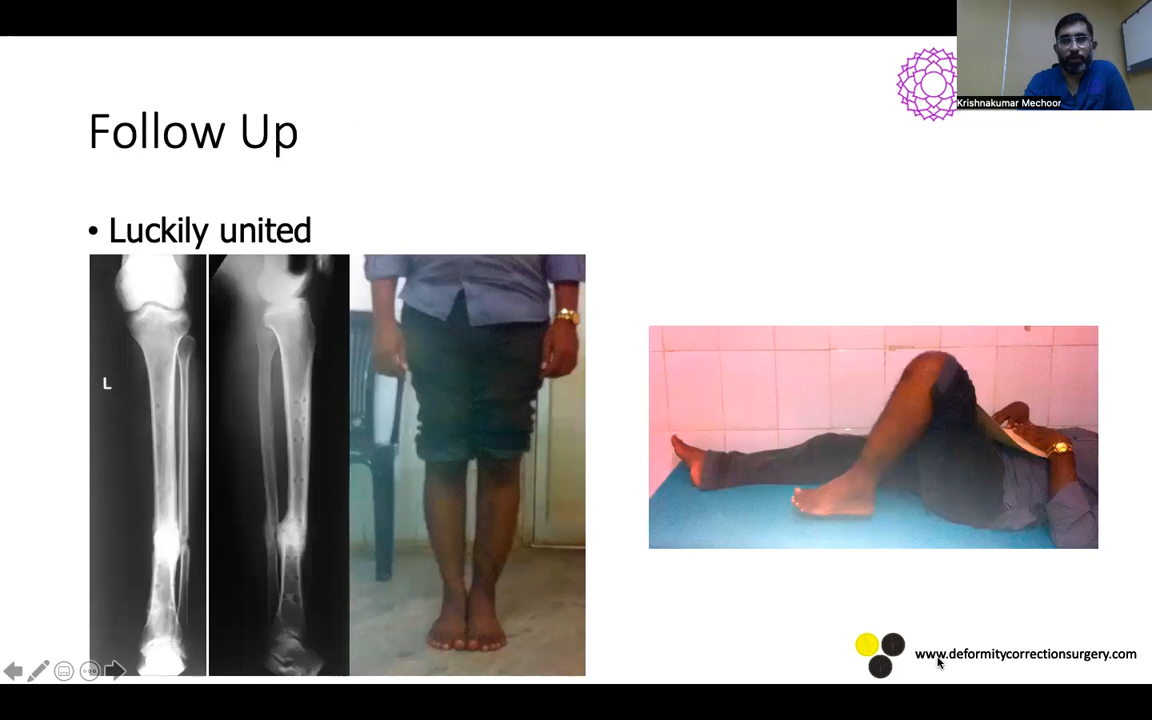 Krishnakumar Mechoor
Follow Up
• Luckily united
L
www.deformitycorrectionsurgery.com